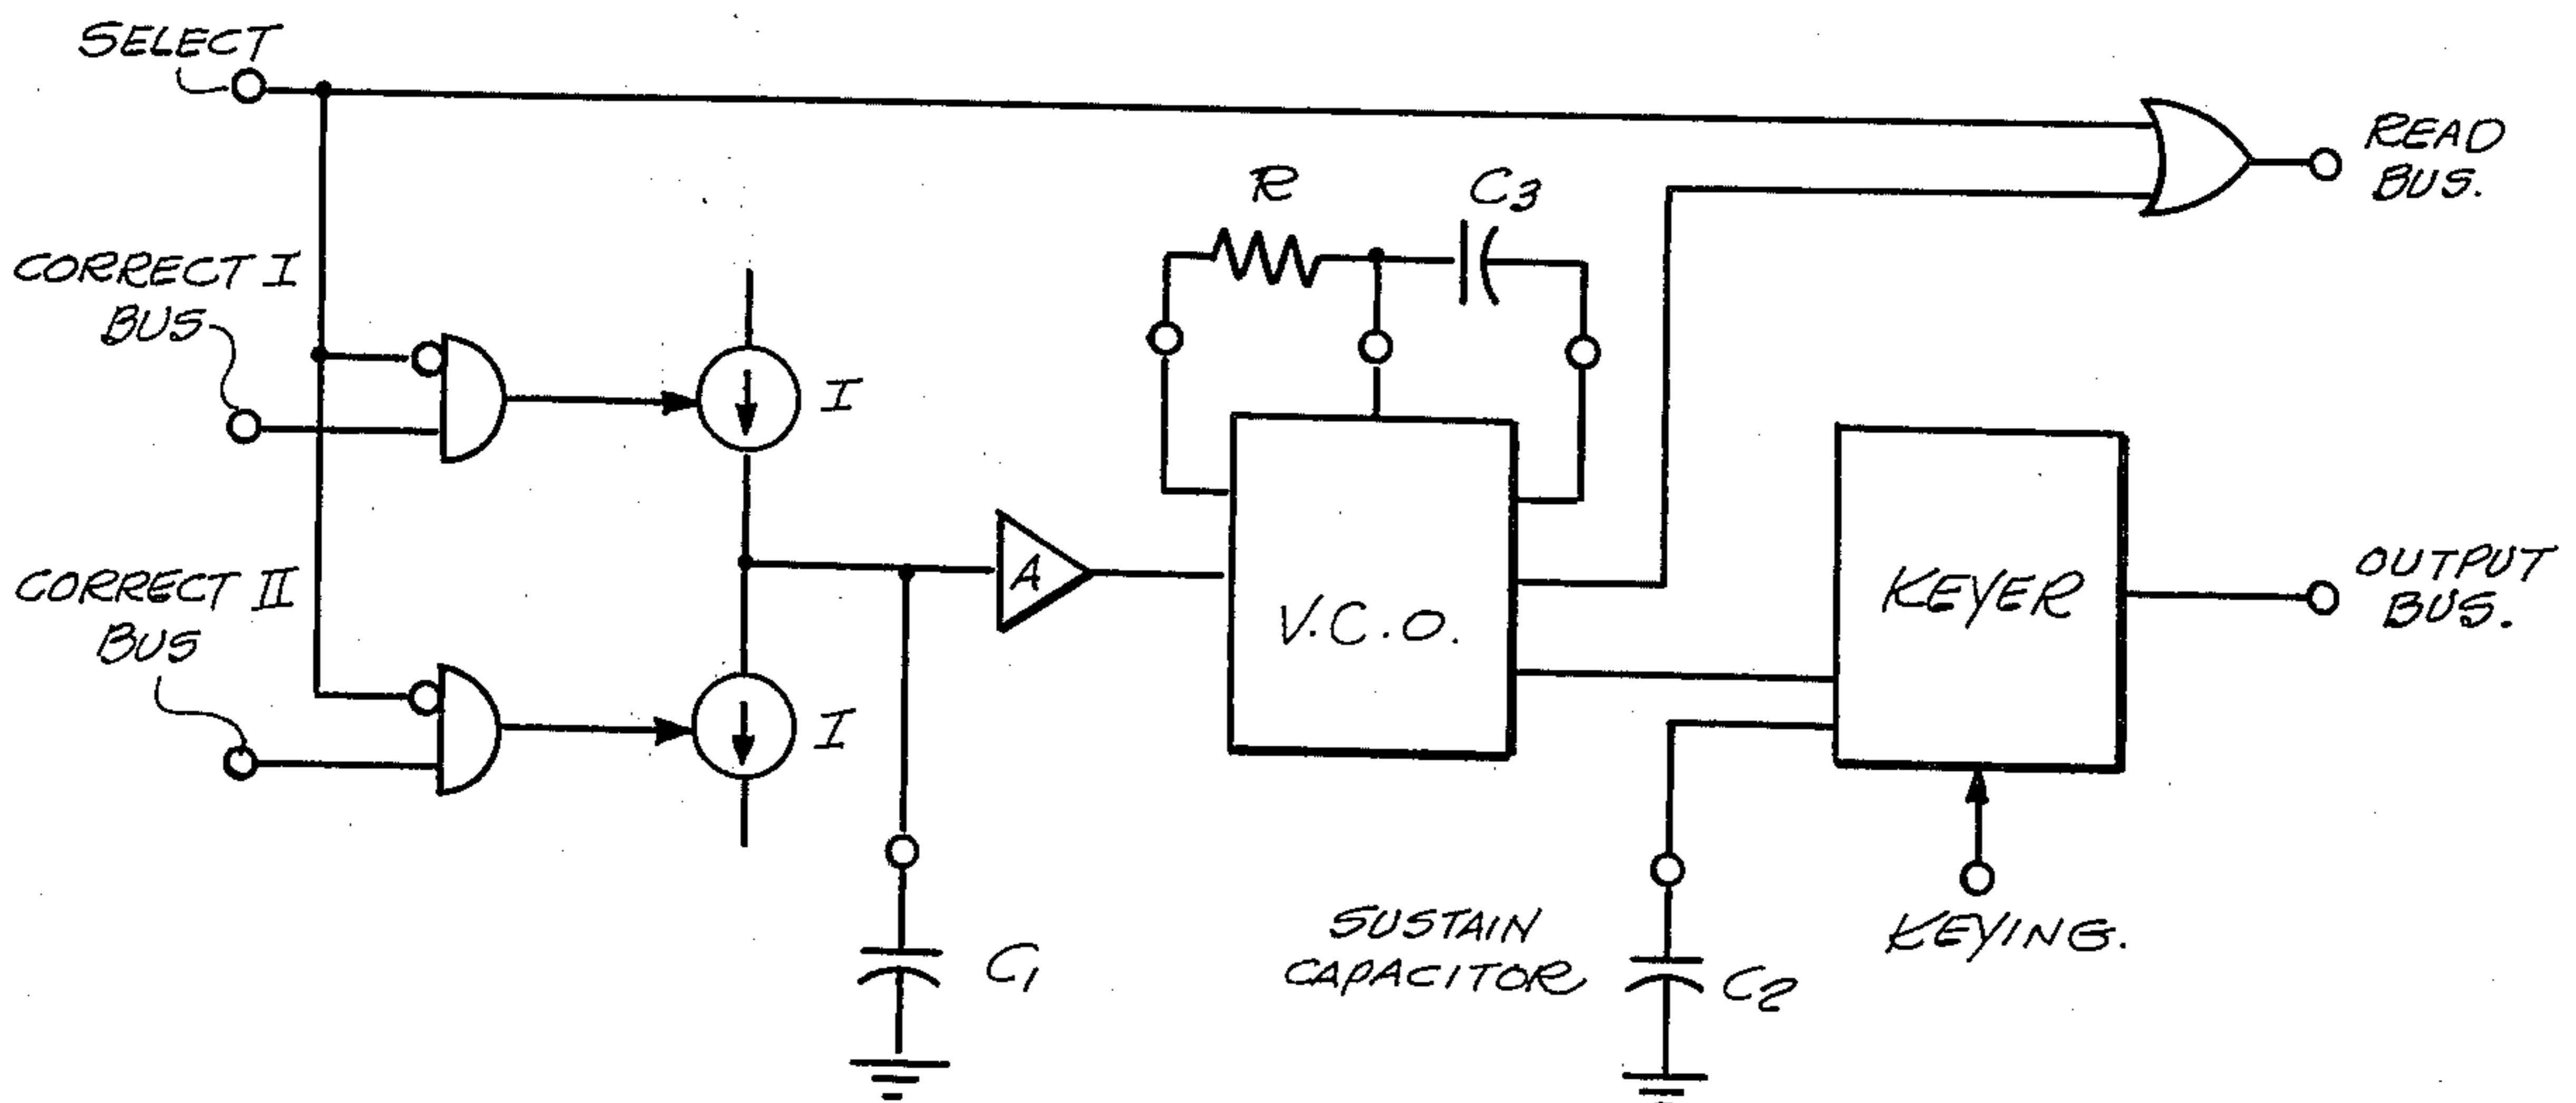 SELECT
READ
BUS.
R
C3
CORRECT I
BUS
I
CORRECT II
BUS
I
A
V.C.O.
KEYER
OUTPUT
BUS.
C1
SUSTAIN
CAPACITOR
C2
KEYING.